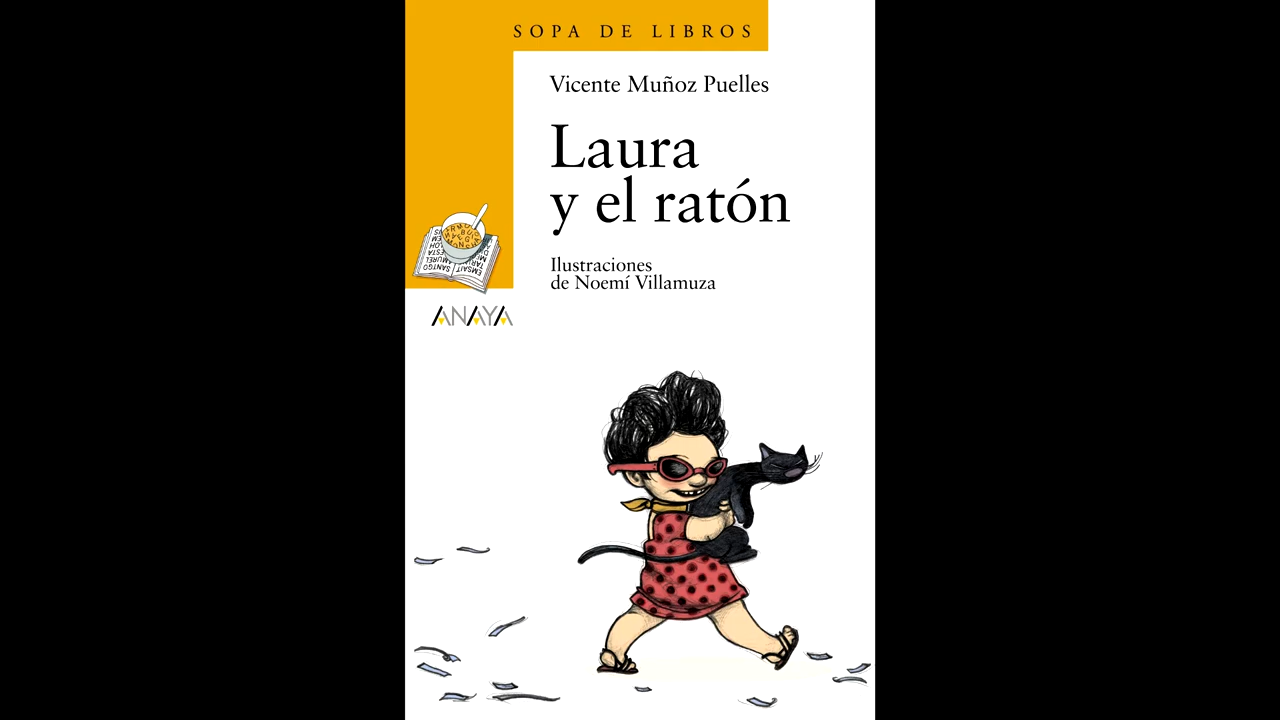 SOPA DE LIBROS
Vicente Muñoz Puelles
Laura
y el ratón
Ilustraciones
de Noemí Villamuza
ANAYA